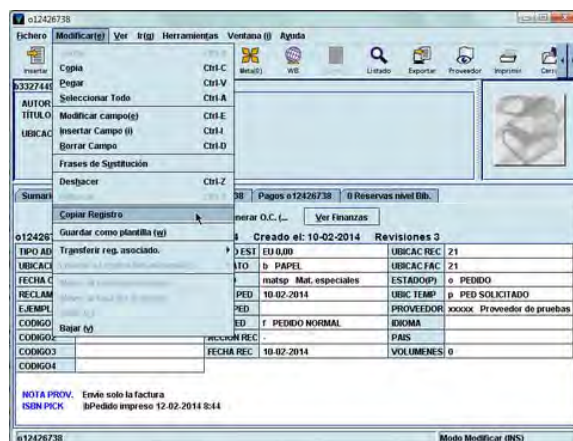 o12426738
Fichero Modificar(e) Ver Ir(g) Herramientas Ventana (j) Ayuda
Insertar Meta(0) WB Listado Exportar Proveedor Imprimir Cerr
Copia Ctrl-C
Pegar Ctrl-V
Seleccionar Todo Ctrl-A
Modificar campo(e) Ctrl-E
Insertar Campo (i) Ctrl-I
Borrar Campo Ctrl-D
Frases de Sustitución
Deshacer Ctrl-Z
Copiar Registro
Guardar como plantilla (w)
Transferir reg. asociado.
Bajar (v)
b3327449
AUTOR
TÍTULO
UBICAC
Sumari 38 Pagos o12426738 0 Reservas nivel Bib.
nerar O.C. (... Ver Finanzas
o12426 Creado el: 10-02-2014 Revisiones 3
TIPO AD O EST EU 0,00 UBICAC REC 21
UBICACI ATO b PAPEL UBICAC FAC 21
FECHA C matsp Mat. especiales ESTADO(P) o PEDIDO
RECLAM PED 10-02-2014 UBIC TEMP p PED SOLICITADO
EJEMPL PED PROVEEDOR xxxxx Proveedor de pruebas
CODIGO ED f PEDIDO NORMAL IDIOMA
CODIGO2 ACCION REC - PAIS
CODIGO3 FECHA REC 10-02-2014 VOLUMENES 0
CODIGO4
NOTA PROV. Envie solo la factura
ISBN PICK |bPedido impreso 12-02-2014 8:44
o12426738 Modo Modificar (INS)